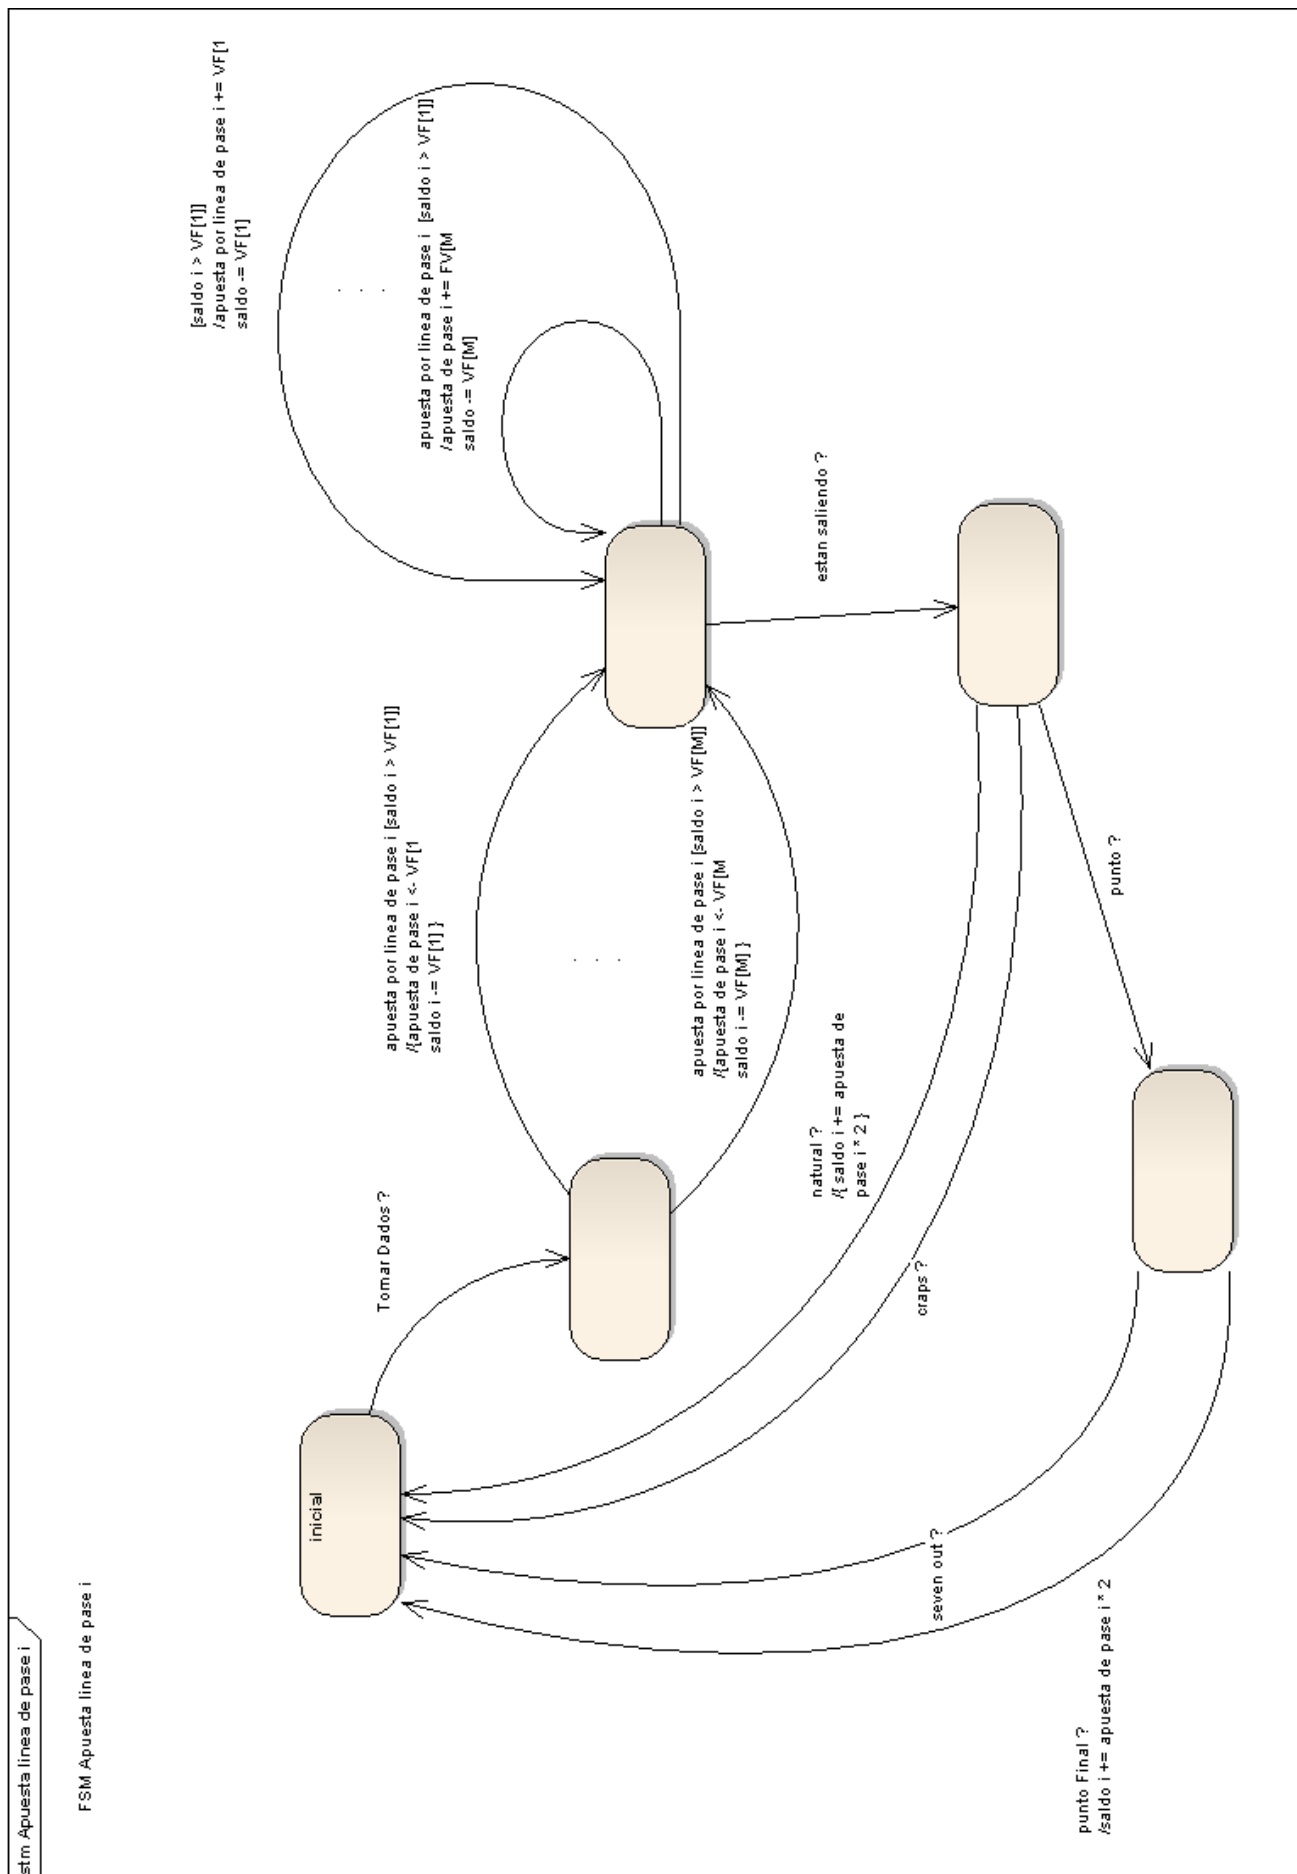 stm Apuesta linea de pase i
FSM Apuesta linea de pase i
[saldo i > VF[1]]
/apuesta por linea de pase i += VF[1
saldo -= VF[1]
. . .
apuesta por linea de pase i [saldo i > VF[1]]
/apuesta de pase i += FV[M
saldo -= VF[M]
apuesta por linea de pase i [saldo i > VF[1]]
/{apuesta de pase i <- VF[1
saldo i -= VF[1] }
. . .
apuesta por linea de pase i [saldo i > VF[M]]
/{apuesta de pase i <- VF[M
saldo i -= VF[M] }
Tomar Dados ?
inicial
estan saliendo ?
natural ?
/{ saldo i += apuesta de
pase i * 2 }
craps ?
punto ?
seven out ?
punto Final ?
/saldo i += apuesta de pase i * 2